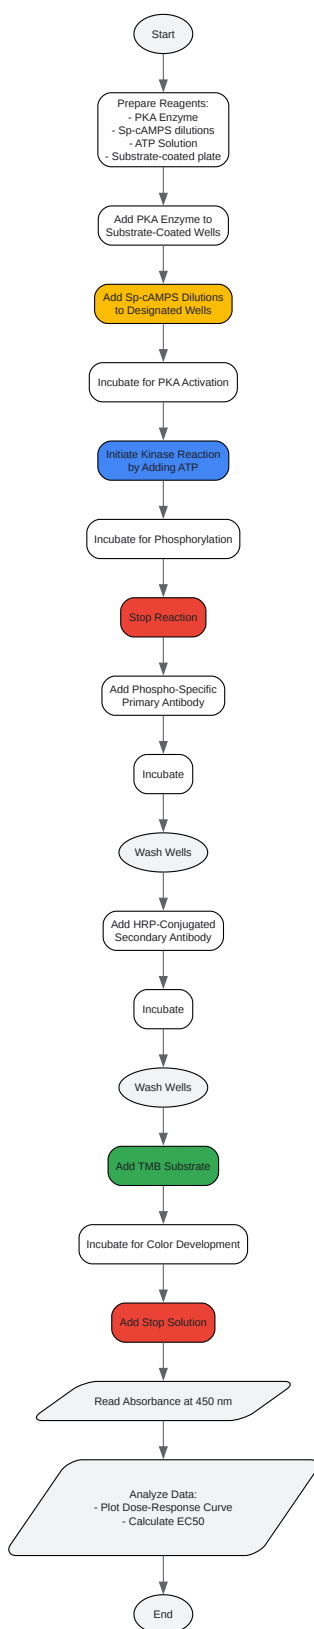 Start
Prepare Reagents:
- PKA Enzyme
- Sp-cAMPS dilutions
- ATP Solution
- Substrate-coated plate
Add PKA Enzyme to
Substrate-Coated Wells
Add Sp-cAMPS Dilutions
to Designated Wells
Incubate for PKA Activation
Initiate Kinase Reaction
by Adding ATP
Incubate for Phosphorylation
Stop Reaction
Add Phospho-Specific
Primary Antibody
Incubate
Wash Wells
Add HRP-Conjugated
Secondary Antibody
Incubate
Wash Wells
Add TMB Substrate
Incubate for Color Development
Add Stop Solution
Read Absorbance at 450 nm
Analyze Data:
- Plot Dose-Response Curve
- Calculate EC50
End